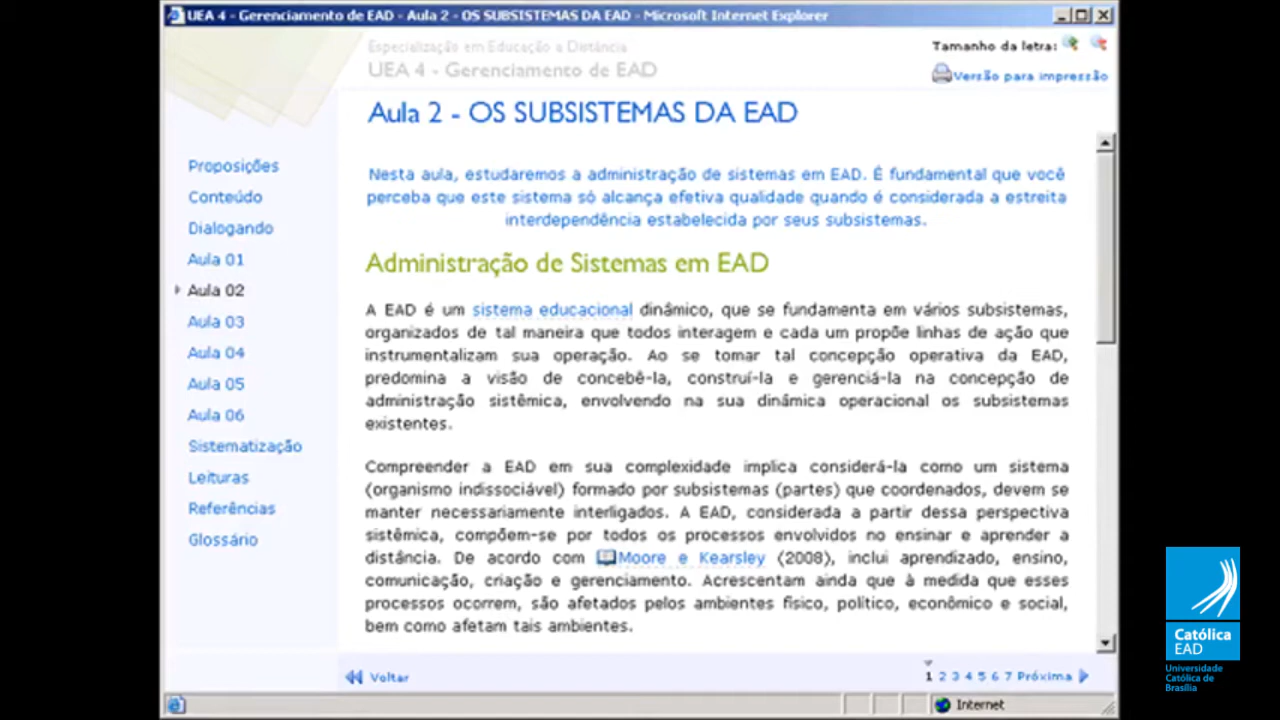 UEA 4 - Gerenciamento de EAD - Aula 2 - OS SUBSISTEMAS DA EAD - Microsoft Internet Explorer
Especialização em Educação a Distância
UEA 4 - Gerenciamento de EAD
Tamanho da letra:
Versão para impressão
Aula 2 - OS SUBSISTEMAS DA EAD
Proposições
Conteúdo
Dialogando
Aula 01
Aula 02
Aula 03
Aula 04
Aula 05
Aula 06
Sistematização
Leituras
Referências
Glossário
Nesta aula, estudaremos a administração de sistemas em EAD. É fundamental que você
perceba que este sistema só alcança efetiva qualidade quando é considerada a estreita
interdependência estabelecida por seus subsistemas.
Administração de Sistemas em EAD
A EAD é um sistema educacional dinâmico, que se fundamenta em vários subsistemas,
organizados de tal maneira que todos interagem e cada um propõe linhas de ação que
instrumentalizam sua operação. Ao se tomar tal concepção operativa da EAD,
predomina a visão de concebê-la, construí-la e gerenciá-la na concepção de
administração sistêmica, envolvendo na sua dinâmica operacional os subsistemas
existentes.
Compreender a EAD em sua complexidade implica considerá-la como um sistema
(organismo indissociável) formado por subsistemas (partes) que coordenados, devem se
manter necessariamente interligados. A EAD, considerada a partir dessa perspectiva
sistêmica, compõem-se por todos os processos envolvidos no ensinar e aprender a
distância. De acordo com Moore e Kearsley (2008), inclui aprendizado, ensino,
comunicação, criação e gerenciamento. Acrescentam ainda que à medida que esses
processos ocorrem, são afetados pelos ambientes físico, político, econômico e social,
bem como afetam tais ambientes.
Voltar
1 2 3 4 5 6 7 Próxima
Internet
Católica
EAD
Universidade
Católica de
Brasília